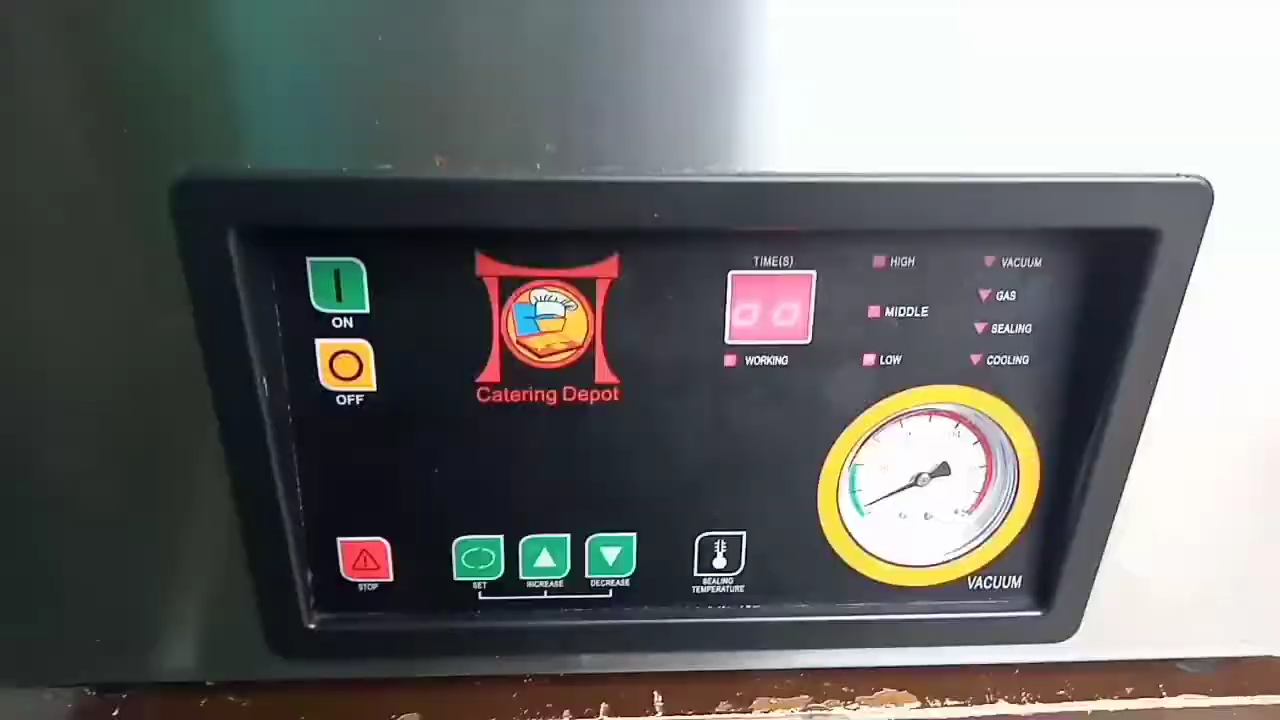 ON
OFF
Catering Depot
TIME(S)
00
WORKING
HIGH
MIDDLE
LOW
VACUUM
GAS
SEALING
COOLING
STOP
SET
INCREASE
DECREASE
SEALING
TEMPERATURE
VACUUM